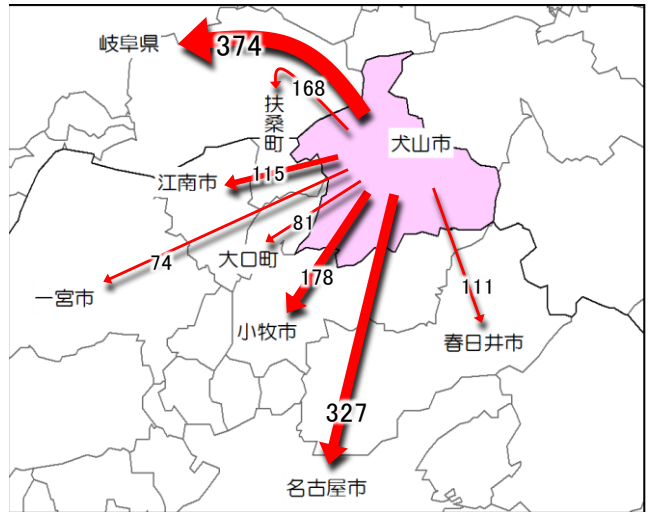 岐阜県
374
168
扶桑町
犬山市
115
江南市
81
大口町
74
178
111
一宮市
小牧市
春日井市
327
名古屋市